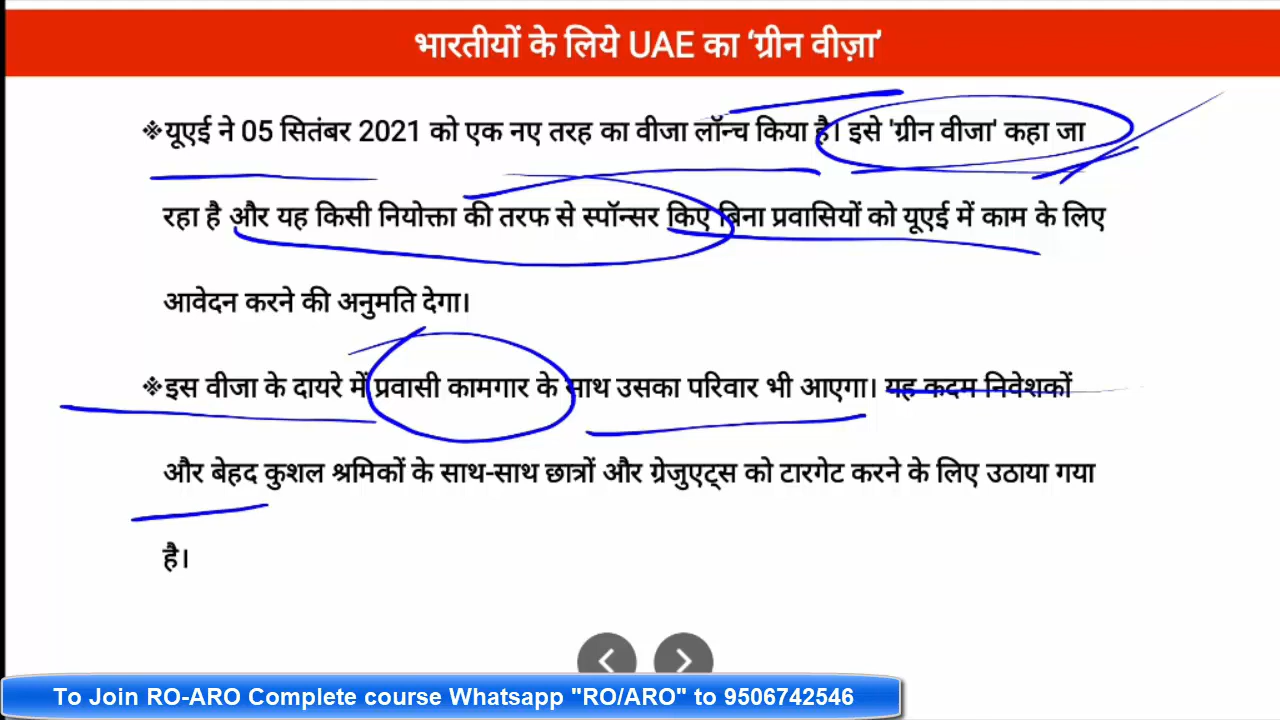 भारतीयों के लिये UAE का ‘ग्रीन वीज़ा’
❖यूएई ने 05 सितंबर 2021 को एक नए तरह का वीजा लॉन्च किया है। इसे 'ग्रीन वीजा' कहा जा
रहा है और यह किसी नियोक्ता की तरफ से स्पॉन्सर किए बिना प्रवासियों को यूएई में काम के लिए
आवेदन करने की अनुमति देगा।
❖इस वीजा के दायरे में प्रवासी कामगार के साथ उसका परिवार भी आएगा। यह कदम निवेशकों
और बेहद कुशल श्रमिकों के साथ-साथ छात्रों और ग्रेजुएट्स को टारगेट करने के लिए उठाया गया
है।
To Join RO-ARO Complete course Whatsapp "RO/ARO" to 9506742546